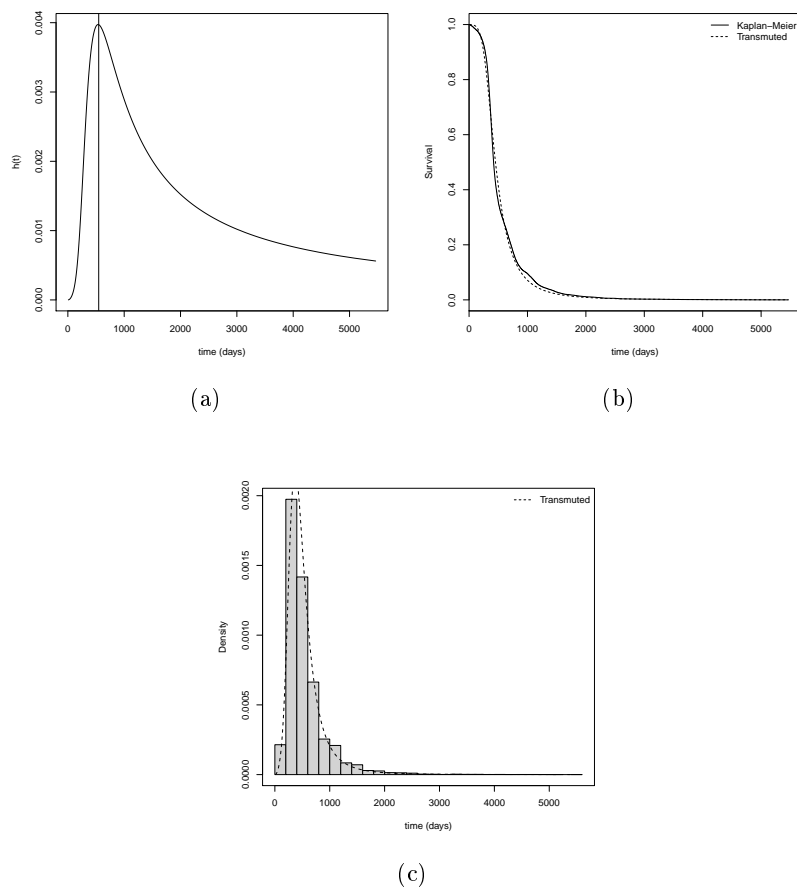 0.004
0.003
0.002
0.001
0.000
h(t)
0 1000 2000 3000 4000 5000
time (days)
(a)
1.0
0.8
0.6
0.4
0.2
0.0
Survival
Kaplan−Meier
Transmuted
0 1000 2000 3000 4000 5000
time (days)
(b)
0.0020
0.0015
0.0010
0.0005
0.0000
Density
Transmuted
0 1000 2000 3000 4000 5000
time (days)
(c)